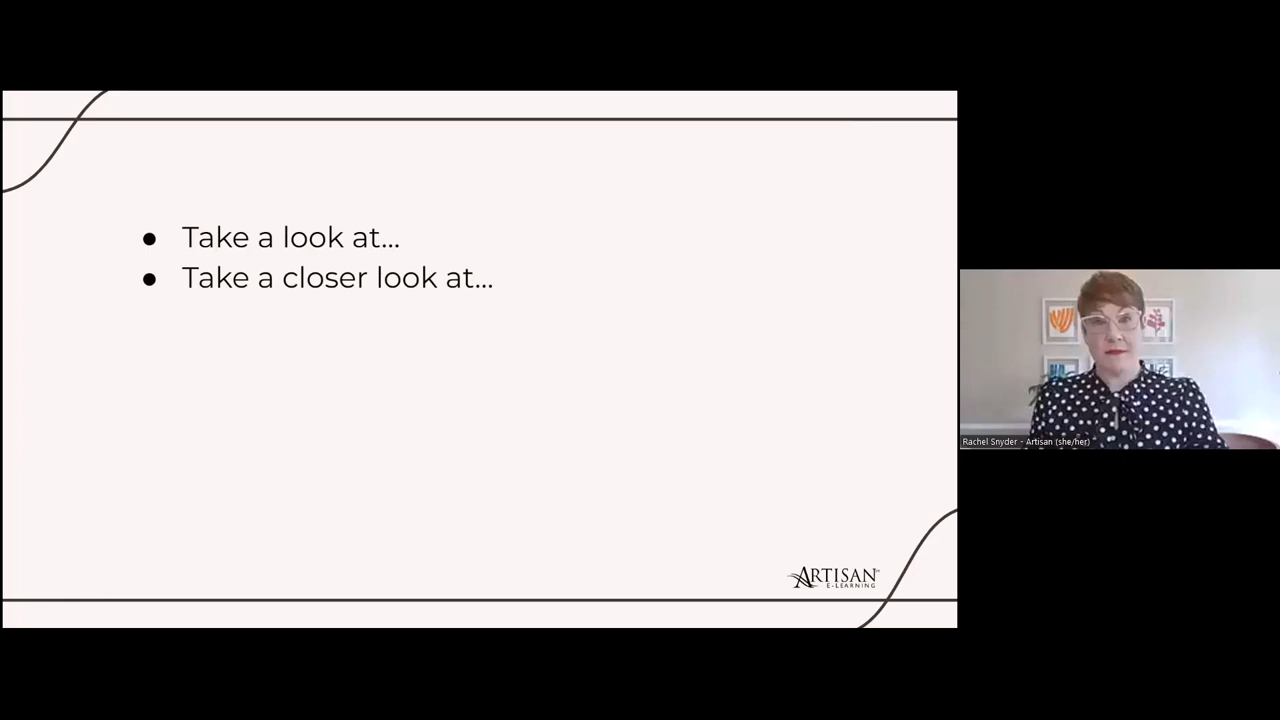 ● Take a look at...
● Take a closer look at...
ARTISAN
E-LEARNING
Rachel Snyder - Artisan (she/her)